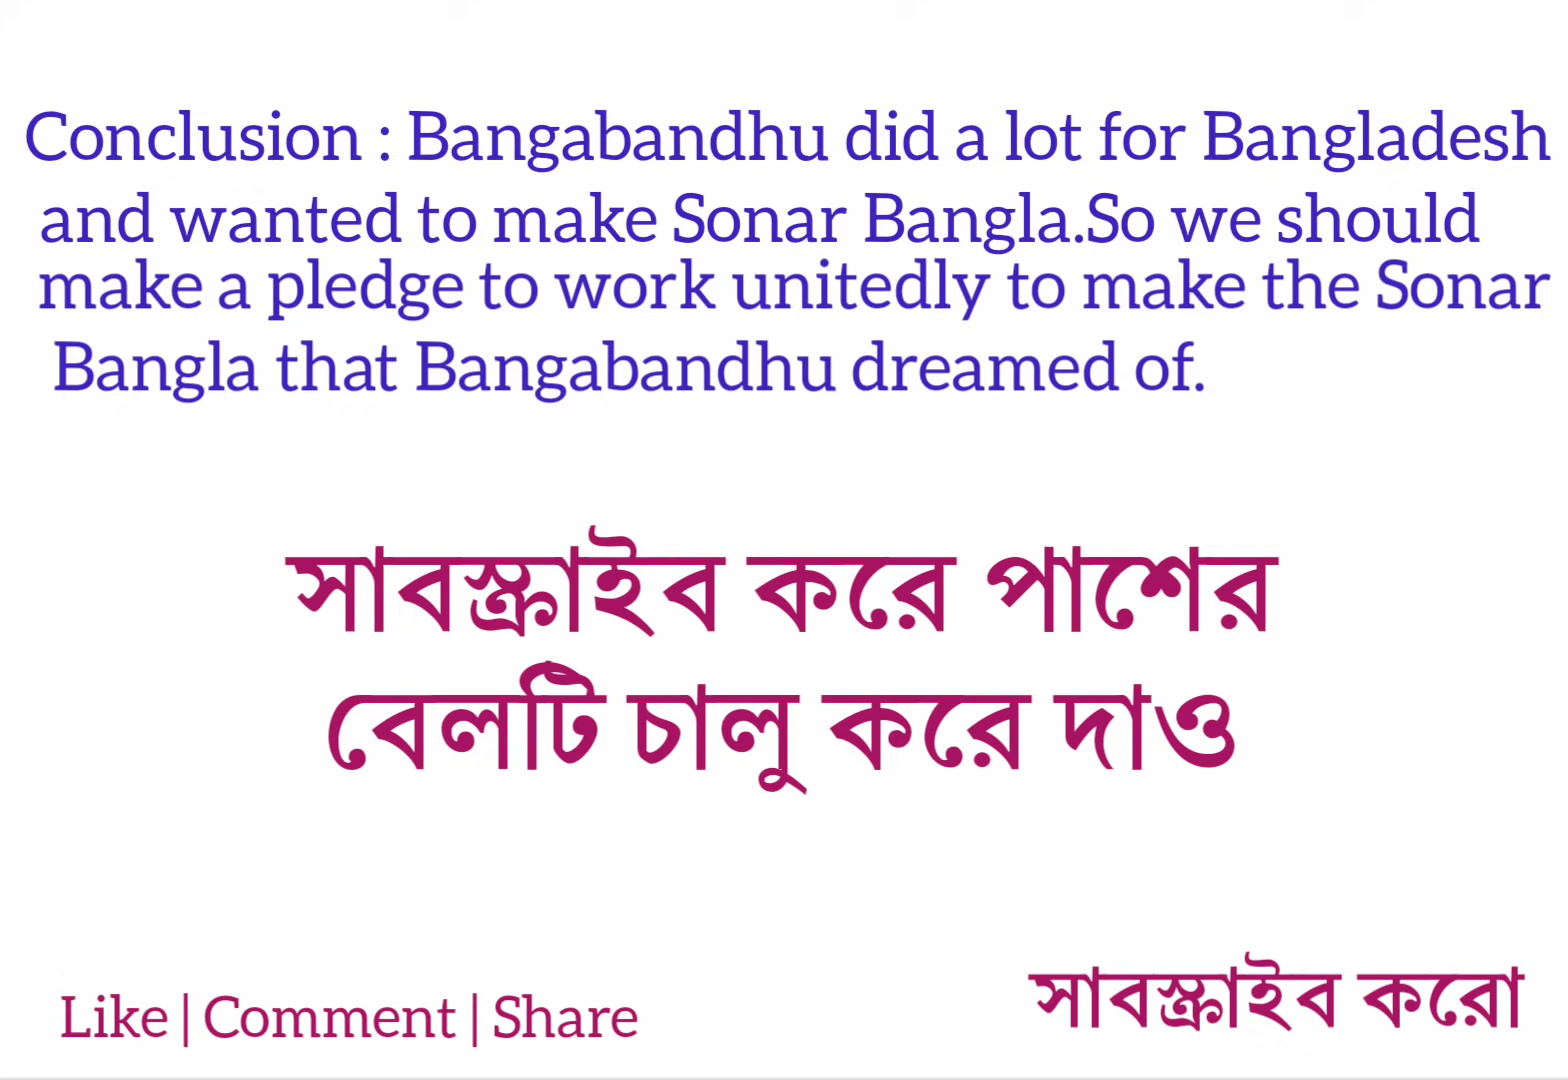 Conclusion : Bangabandhu did a lot for Bangladesh
and wanted to make Sonar Bangla.So we should
make a pledge to work unitedly to make the Sonar
Bangla that Bangabandhu dreamed of.
সাবস্ক্রাইব করে পাশের
বেলটি চালু করে দাও
Like | Comment | Share
সাবস্ক্রাইব করো